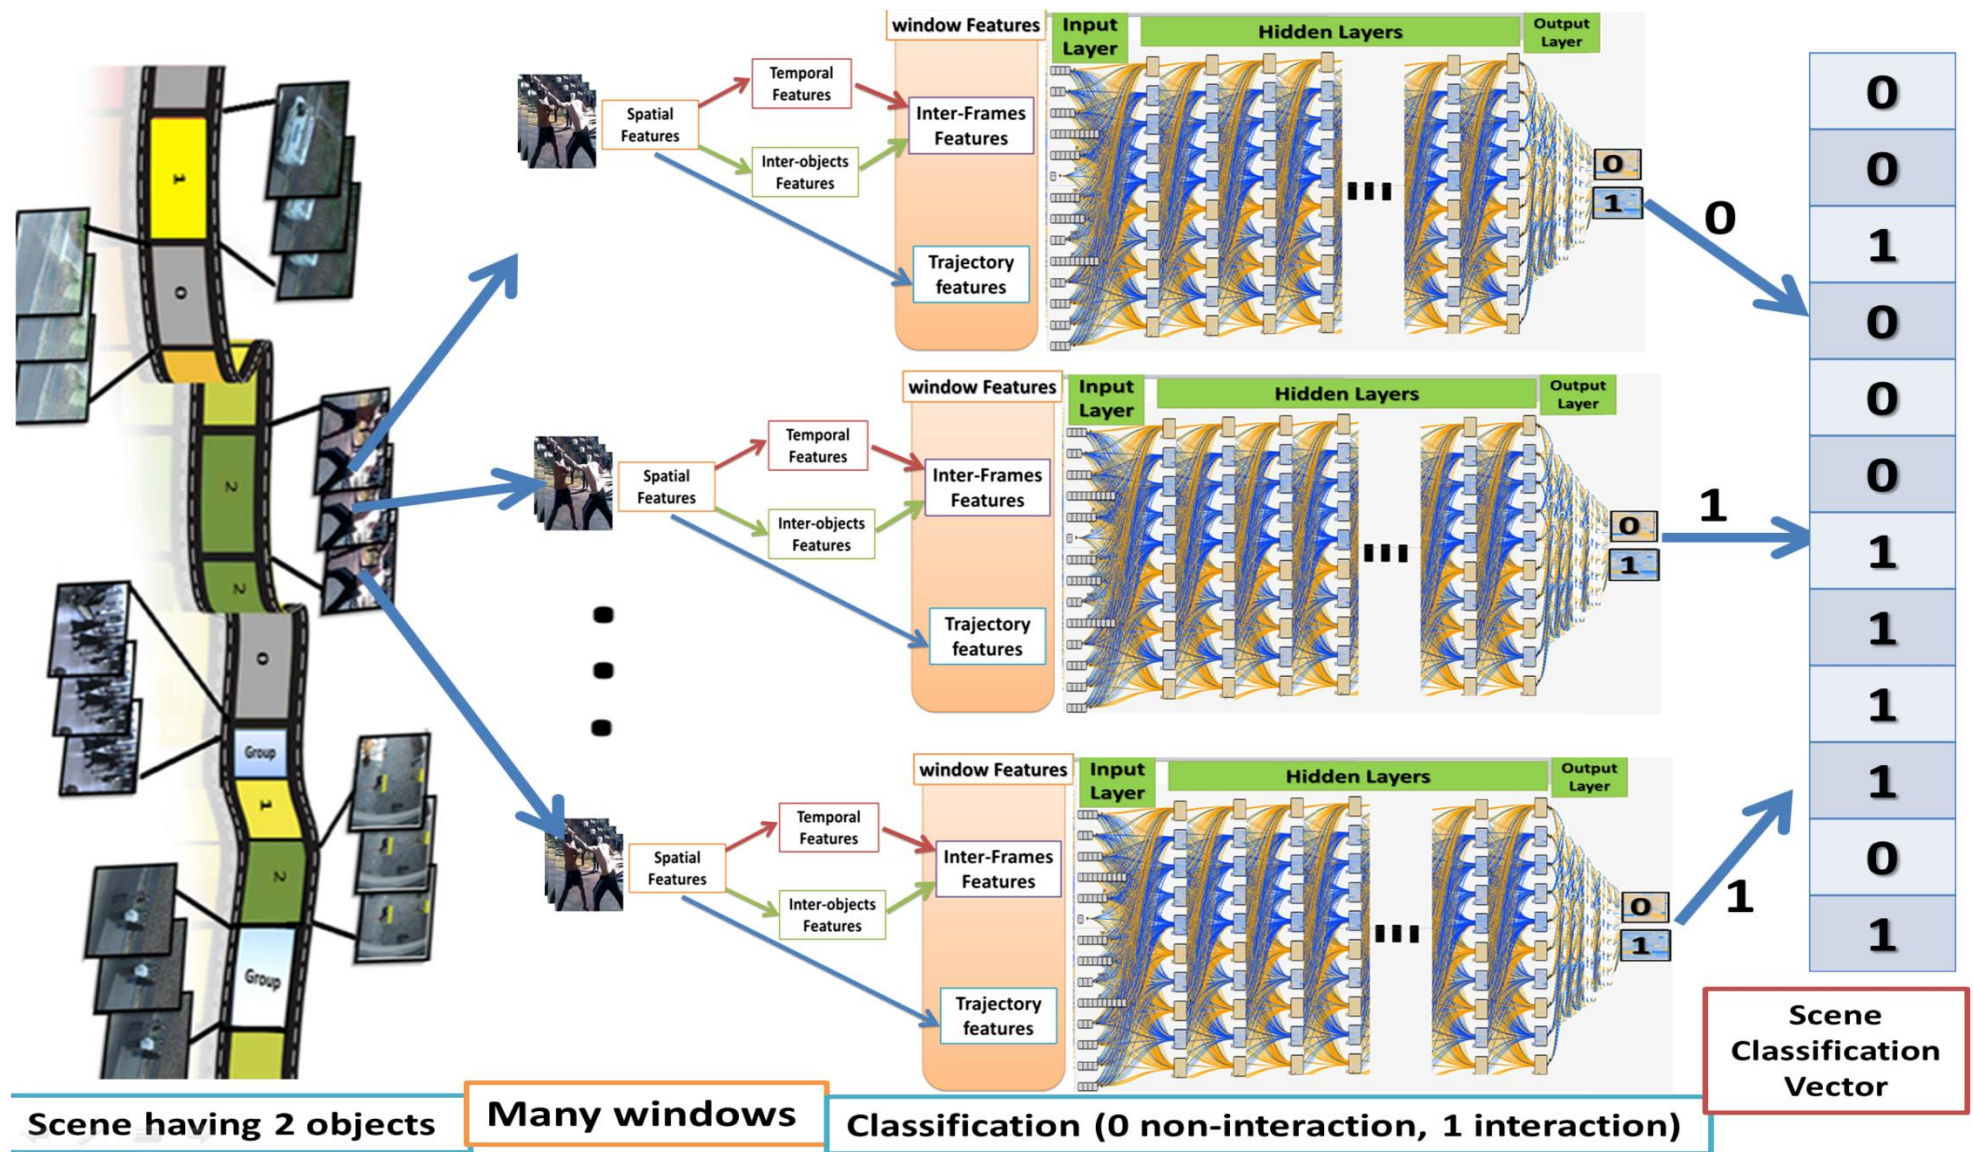 1
0
2
2
0
Group
1
2
Group
window Features
Input
Layer
Hidden Layers
Output
Layer
Spatial
Features
Temporal
Features
Inter-objects
Features
Inter-Frames
Features
Trajectory
features
0
1
0
window Features
Input
Layer
Hidden Layers
Output
Layer
Spatial
Features
Temporal
Features
Inter-objects
Features
Inter-Frames
Features
Trajectory
features
0
1
1
window Features
Input
Layer
Hidden Layers
Output
Layer
Spatial
Features
Temporal
Features
Inter-objects
Features
Inter-Frames
Features
Trajectory
features
0
1
1
0
0
1
0
0
0
1
1
1
1
0
1
Scene
Classification
Vector
Scene having 2 objects
Many windows
Classification (0 non-interaction, 1 interaction)